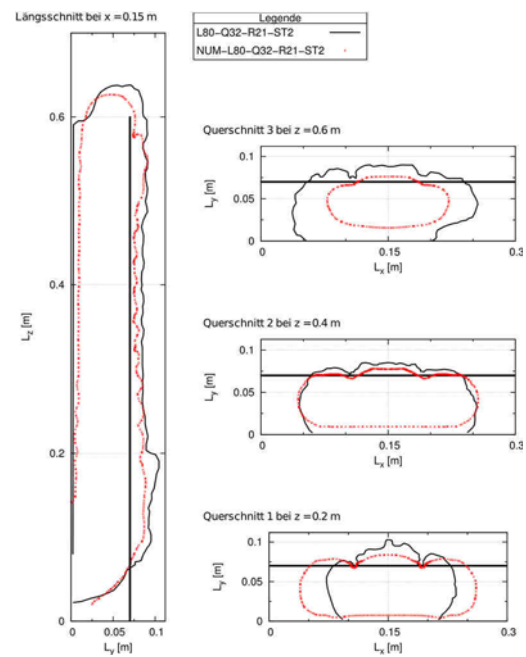 Längsschnitt bei x = 0.15 m
Legende
L80-Q32-R21-ST2
NUM-L80-Q32-R21-ST2
0.6
0.4
0.2
0
L_z [m]
0 0.05 0.1
L_y [m]
Querschnitt 3 bei z = 0.6 m
0.1
0.05
0
L_y [m]
0 0.15 0.3
L_x [m]
Querschnitt 2 bei z = 0.4 m
0.1
0.05
0
L_y [m]
0 0.15 0.3
L_x [m]
Querschnitt 1 bei z = 0.2 m
0.1
0.05
0
L_y [m]
0 0.15 0.3
L_x [m]